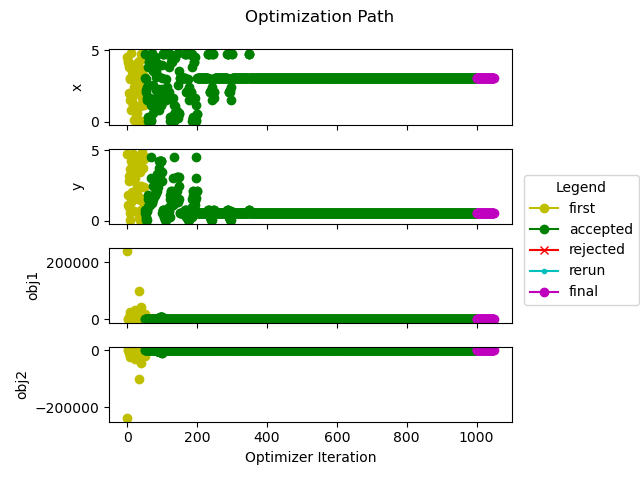 Optimization Path
5
x
0
5
y
0
200000
obj1
0
0
obj2
−200000
0 200 400 600 800 1000
Optimizer Iteration
Legend
first
accepted
rejected
rerun
final